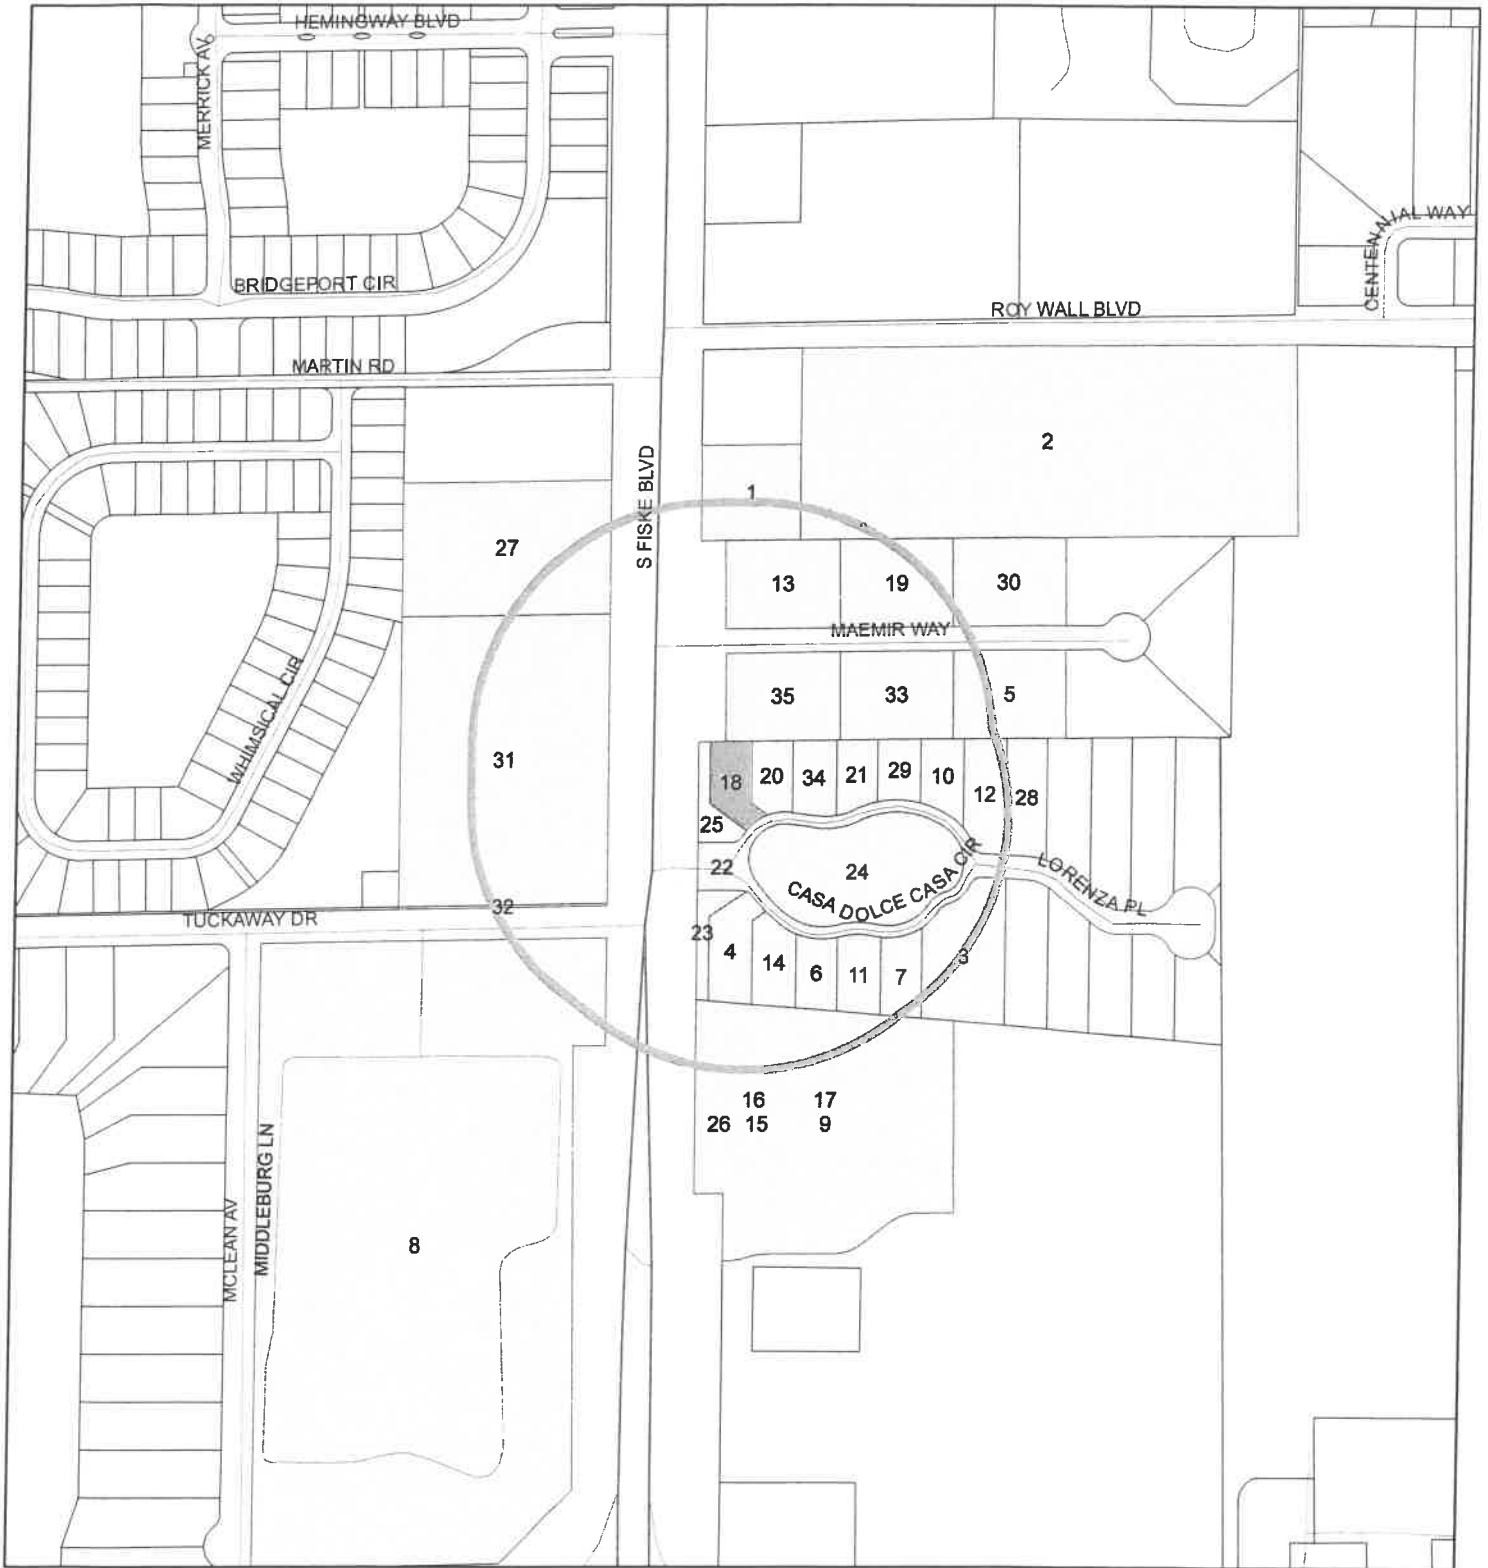 HEMINGWAY BLVD
MERRICK AV
CENTENNIAL WAY
BRIDGEPORT CIR
ROY WALL BLVD
MARTIN RD
2
S FISKE BLVD
1
27
13
19
30
MAEMIR WAY
WHIMSICAL CIR
35
33
5
31
18
20
34
21
29
10
12
28
25
22
24
CASA DOLCE CASA CIR
LORENZA PL
32
TUCKAWAY DR
23
4
14
6
11
7
3
16
17
26
15
9
MCLEAN AV
MIDDLEBURG LN
8